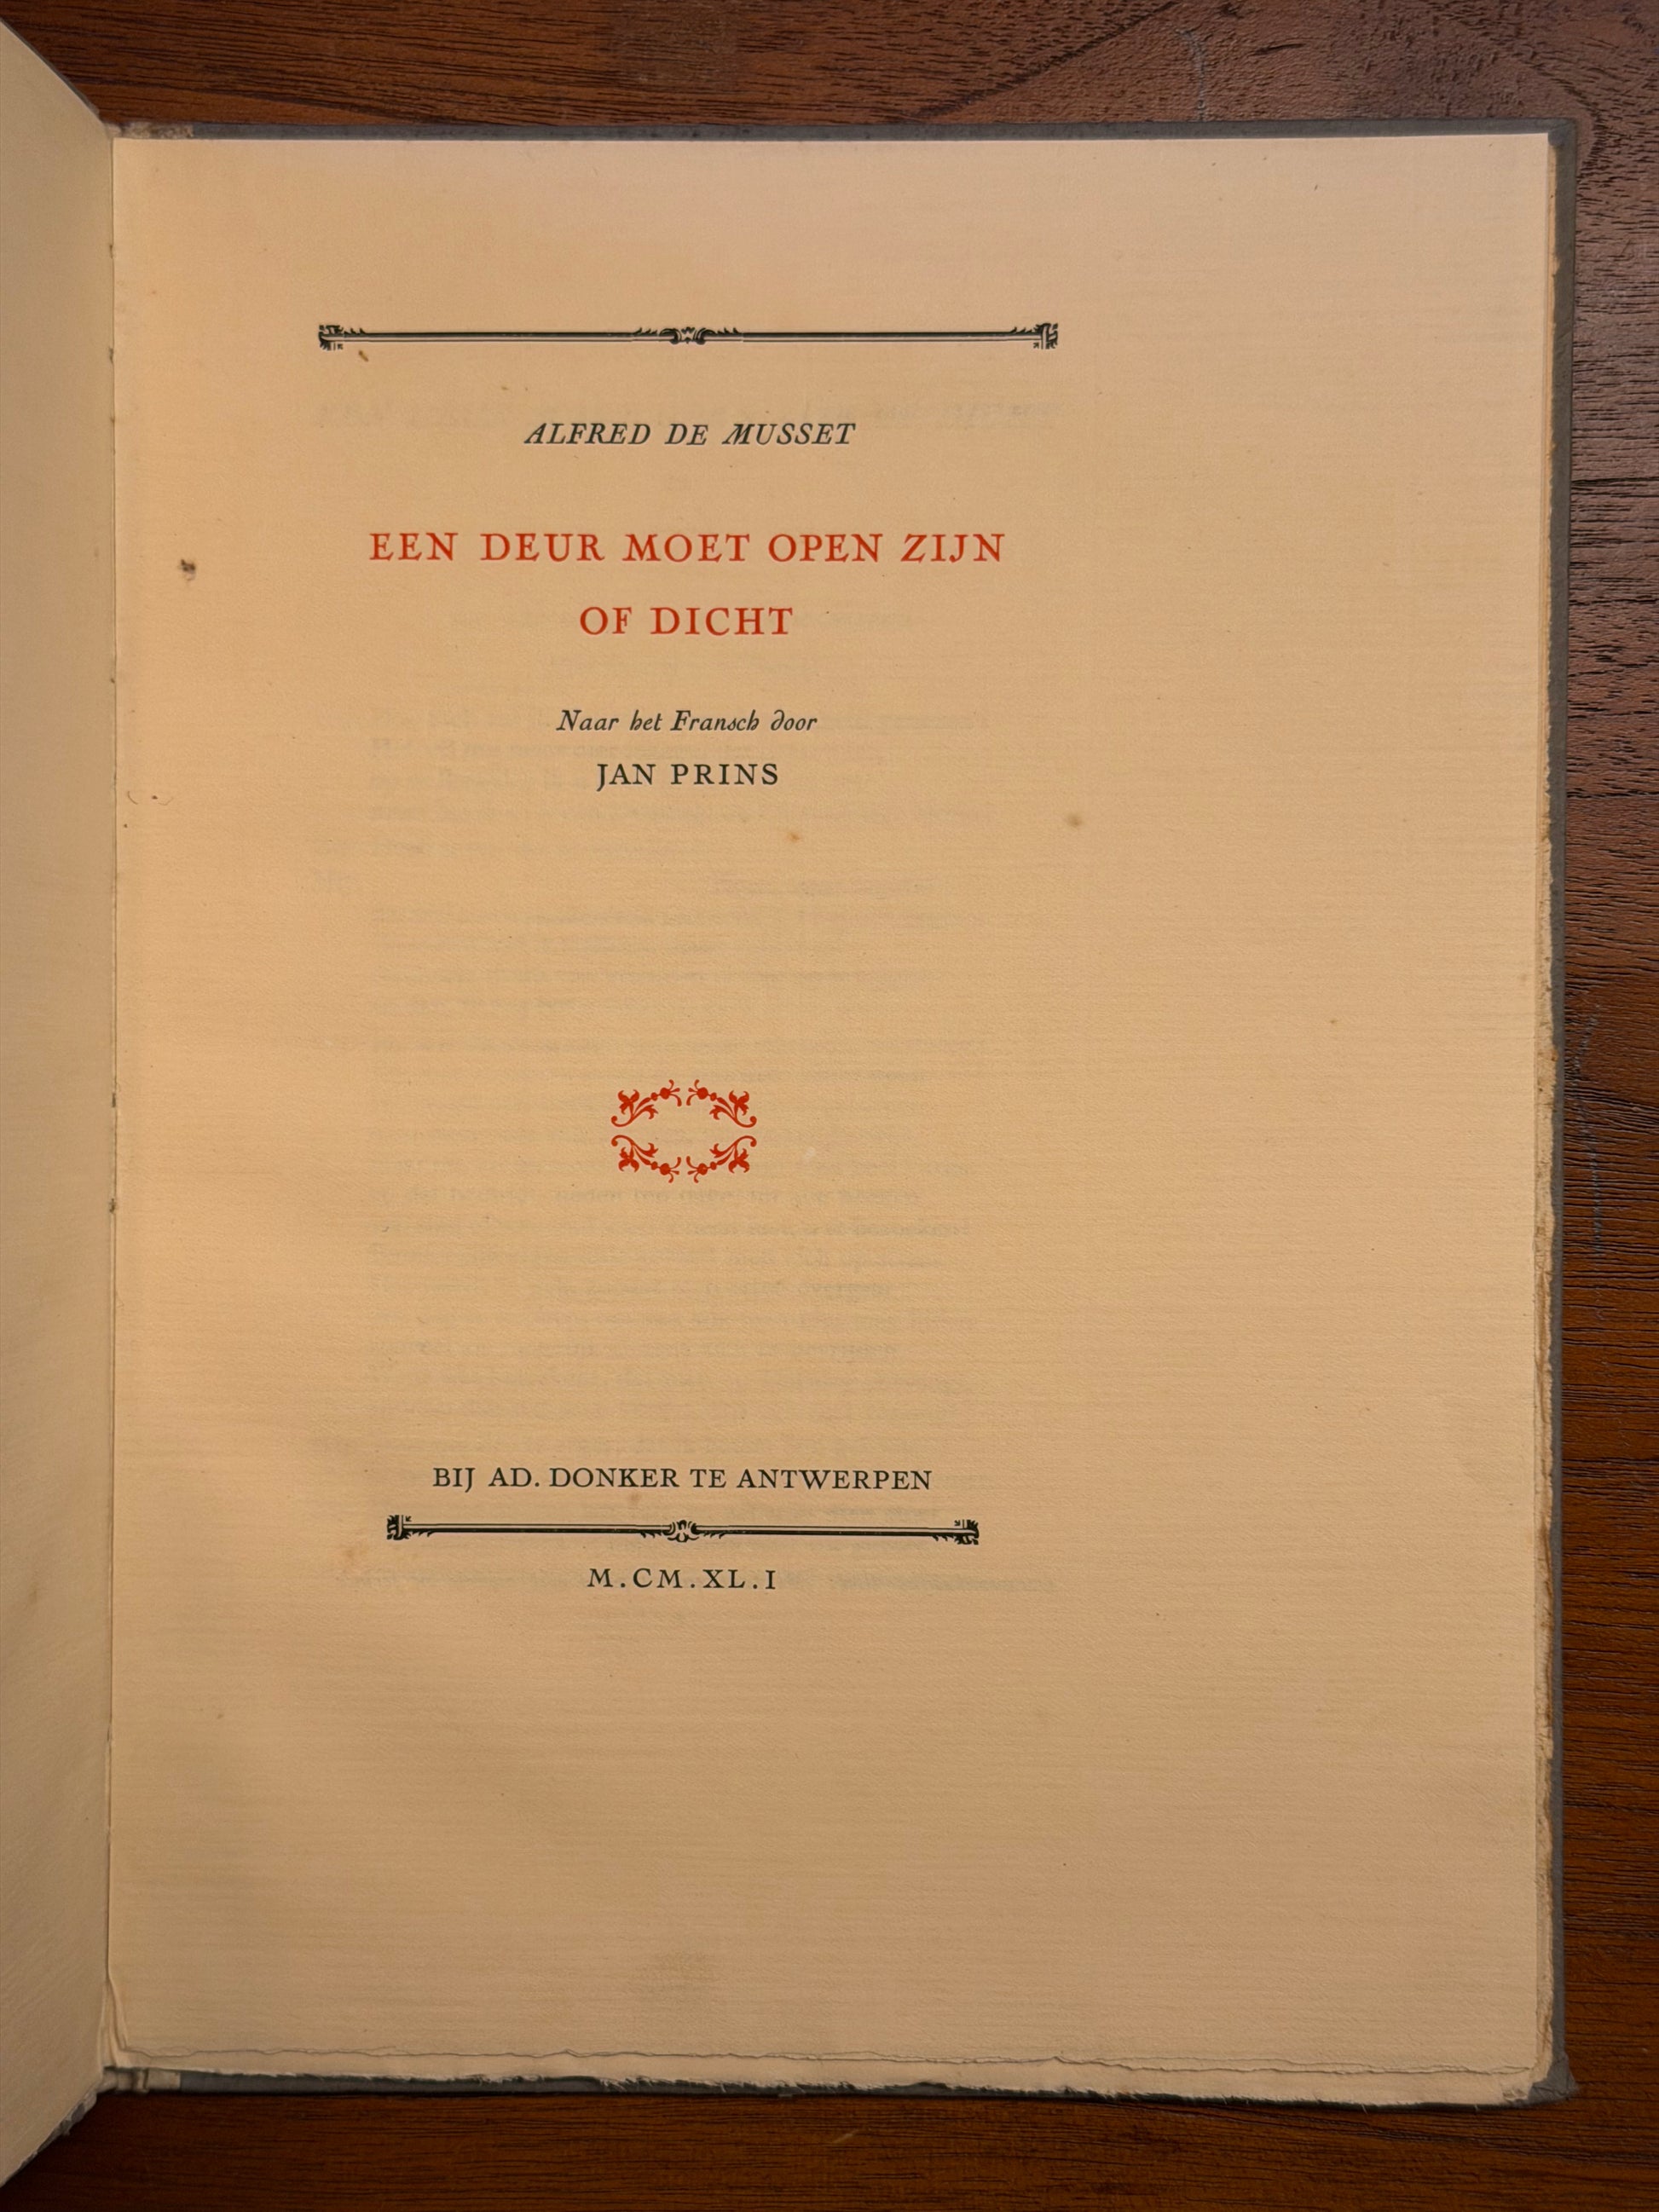 ALFRED DE MUSSET
EEN DEUR MOET OPEN ZIJN
OF DICHT
Naar het Fransch door
JAN PRINS
BIJ AD. DONKER TE ANTWERPEN
M.CM.XL.I